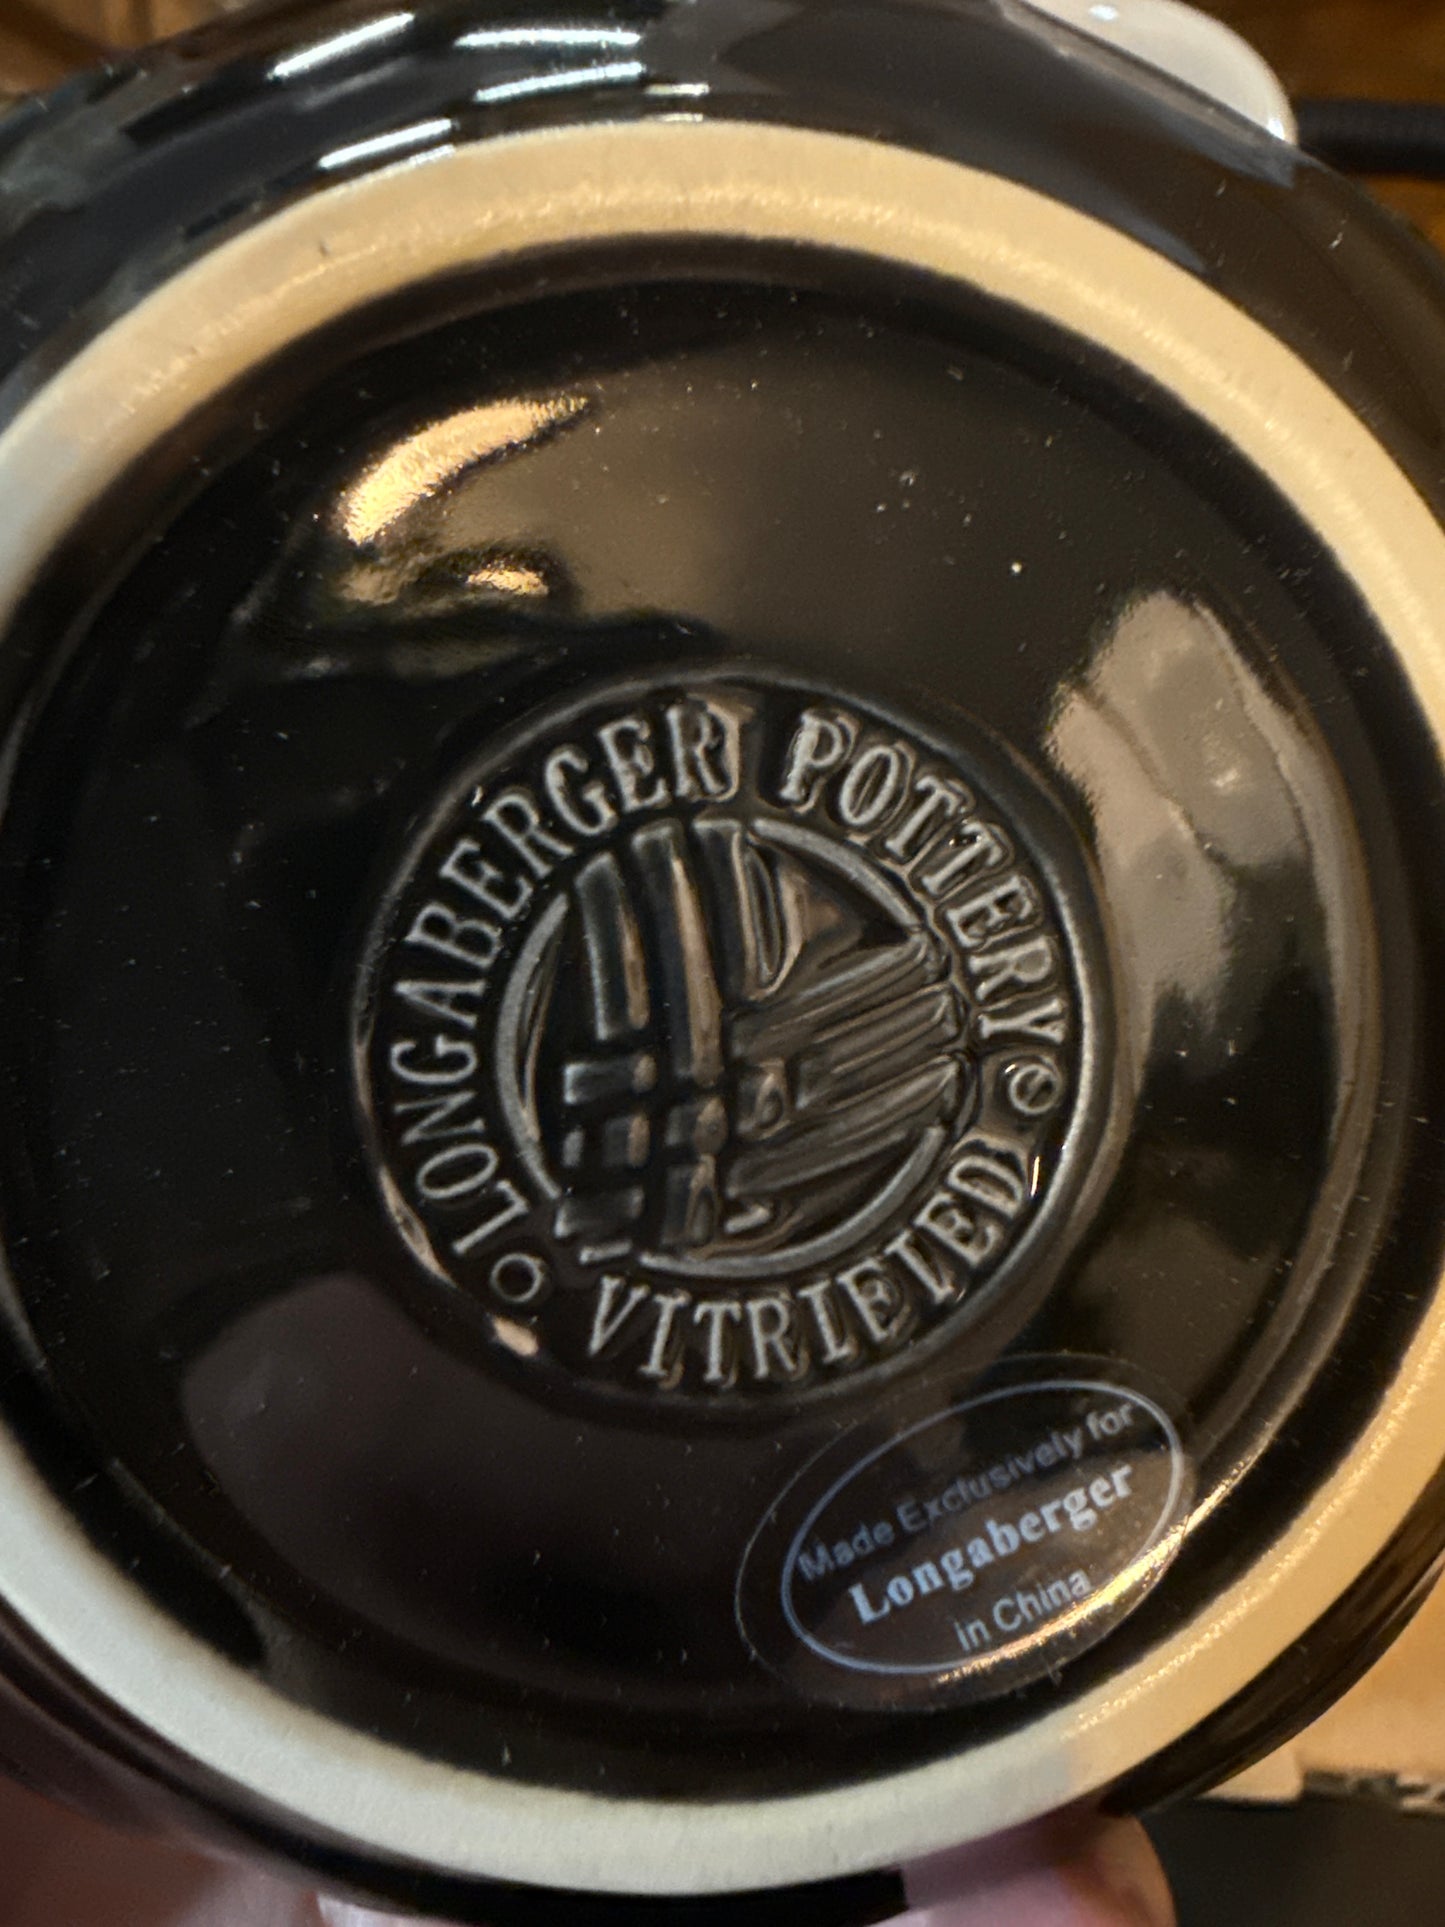 LONGABERGER POTTERY
VITRIFIED
Made Exclusively for
Longaberger
in China